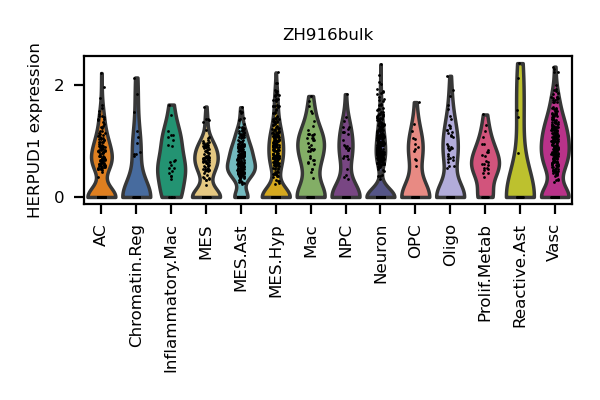 ZH916bulk
HERPUD1 expression
2
0
AC
Chromatin.Reg
Inflammatory.Mac
MES
MES.Ast
MES.Hyp
Mac
NPC
Neuron
OPC
Oligo
Prolif.Metab
Reactive.Ast
Vasc